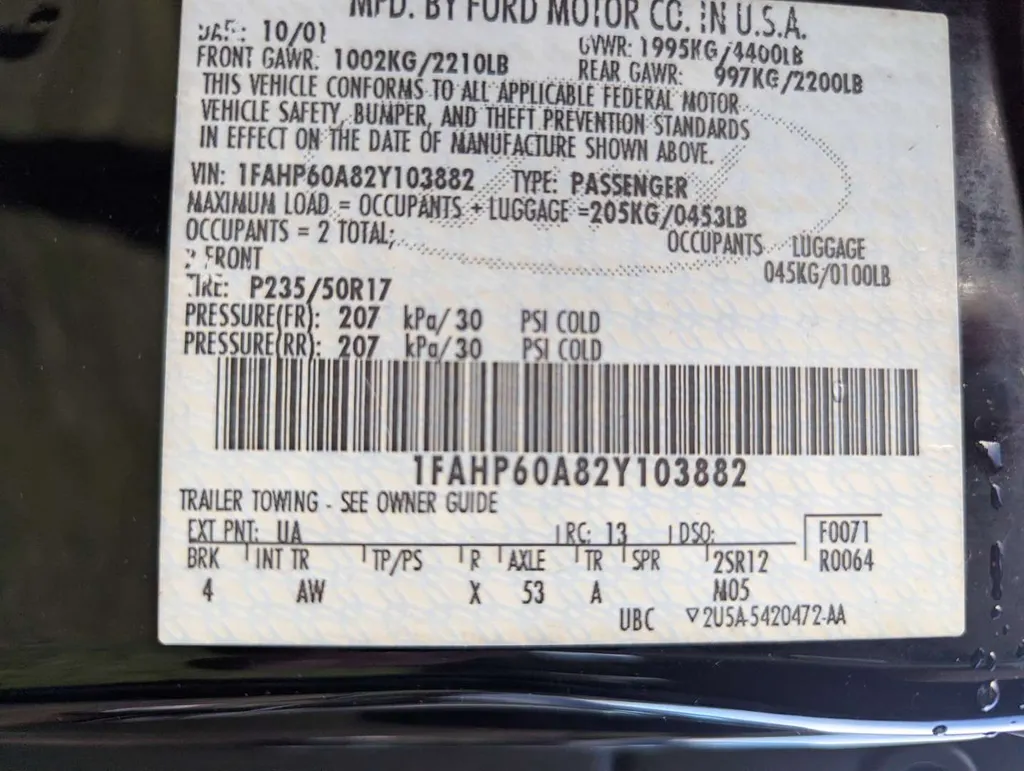 MFD. BY FORD MOTOR CO. IN U.S.A.
DATE: 10/01 GVWR: 1995KG/4400LB
FRONT GAWR: 1002KG/2210LB REAR GAWR: 997KG/2200LB
THIS VEHICLE CONFORMS TO ALL APPLICABLE FEDERAL MOTOR
VEHICLE SAFETY, BUMPER, AND THEFT PREVENTION STANDARDS
IN EFFECT ON THE DATE OF MANUFACTURE SHOWN ABOVE.
VIN: 1FAHP60A82Y103882 TYPE: PASSENGER
MAXIMUM LOAD = OCCUPANTS + LUGGAGE =205KG/0453LB
OCCUPANTS = 2 TOTAL; OCCUPANTS LUGGAGE
2 FRONT 045KG/0100LB
TIRE: P235/50R17
PRESSURE(FR): 207 kPa/30 PSI COLD
PRESSURE(RR): 207 kPa/30 PSI COLD
1FAHP60A82Y103882
TRAILER TOWING - SEE OWNER GUIDE
EXT PNT: UA RC: 13 DSO: F0071
BRK INT TR TP/PS R AXLE TR SPR 2SR12 R0064
4 AW X 53 A M05
UBC ▽2U5A-5420472-AA